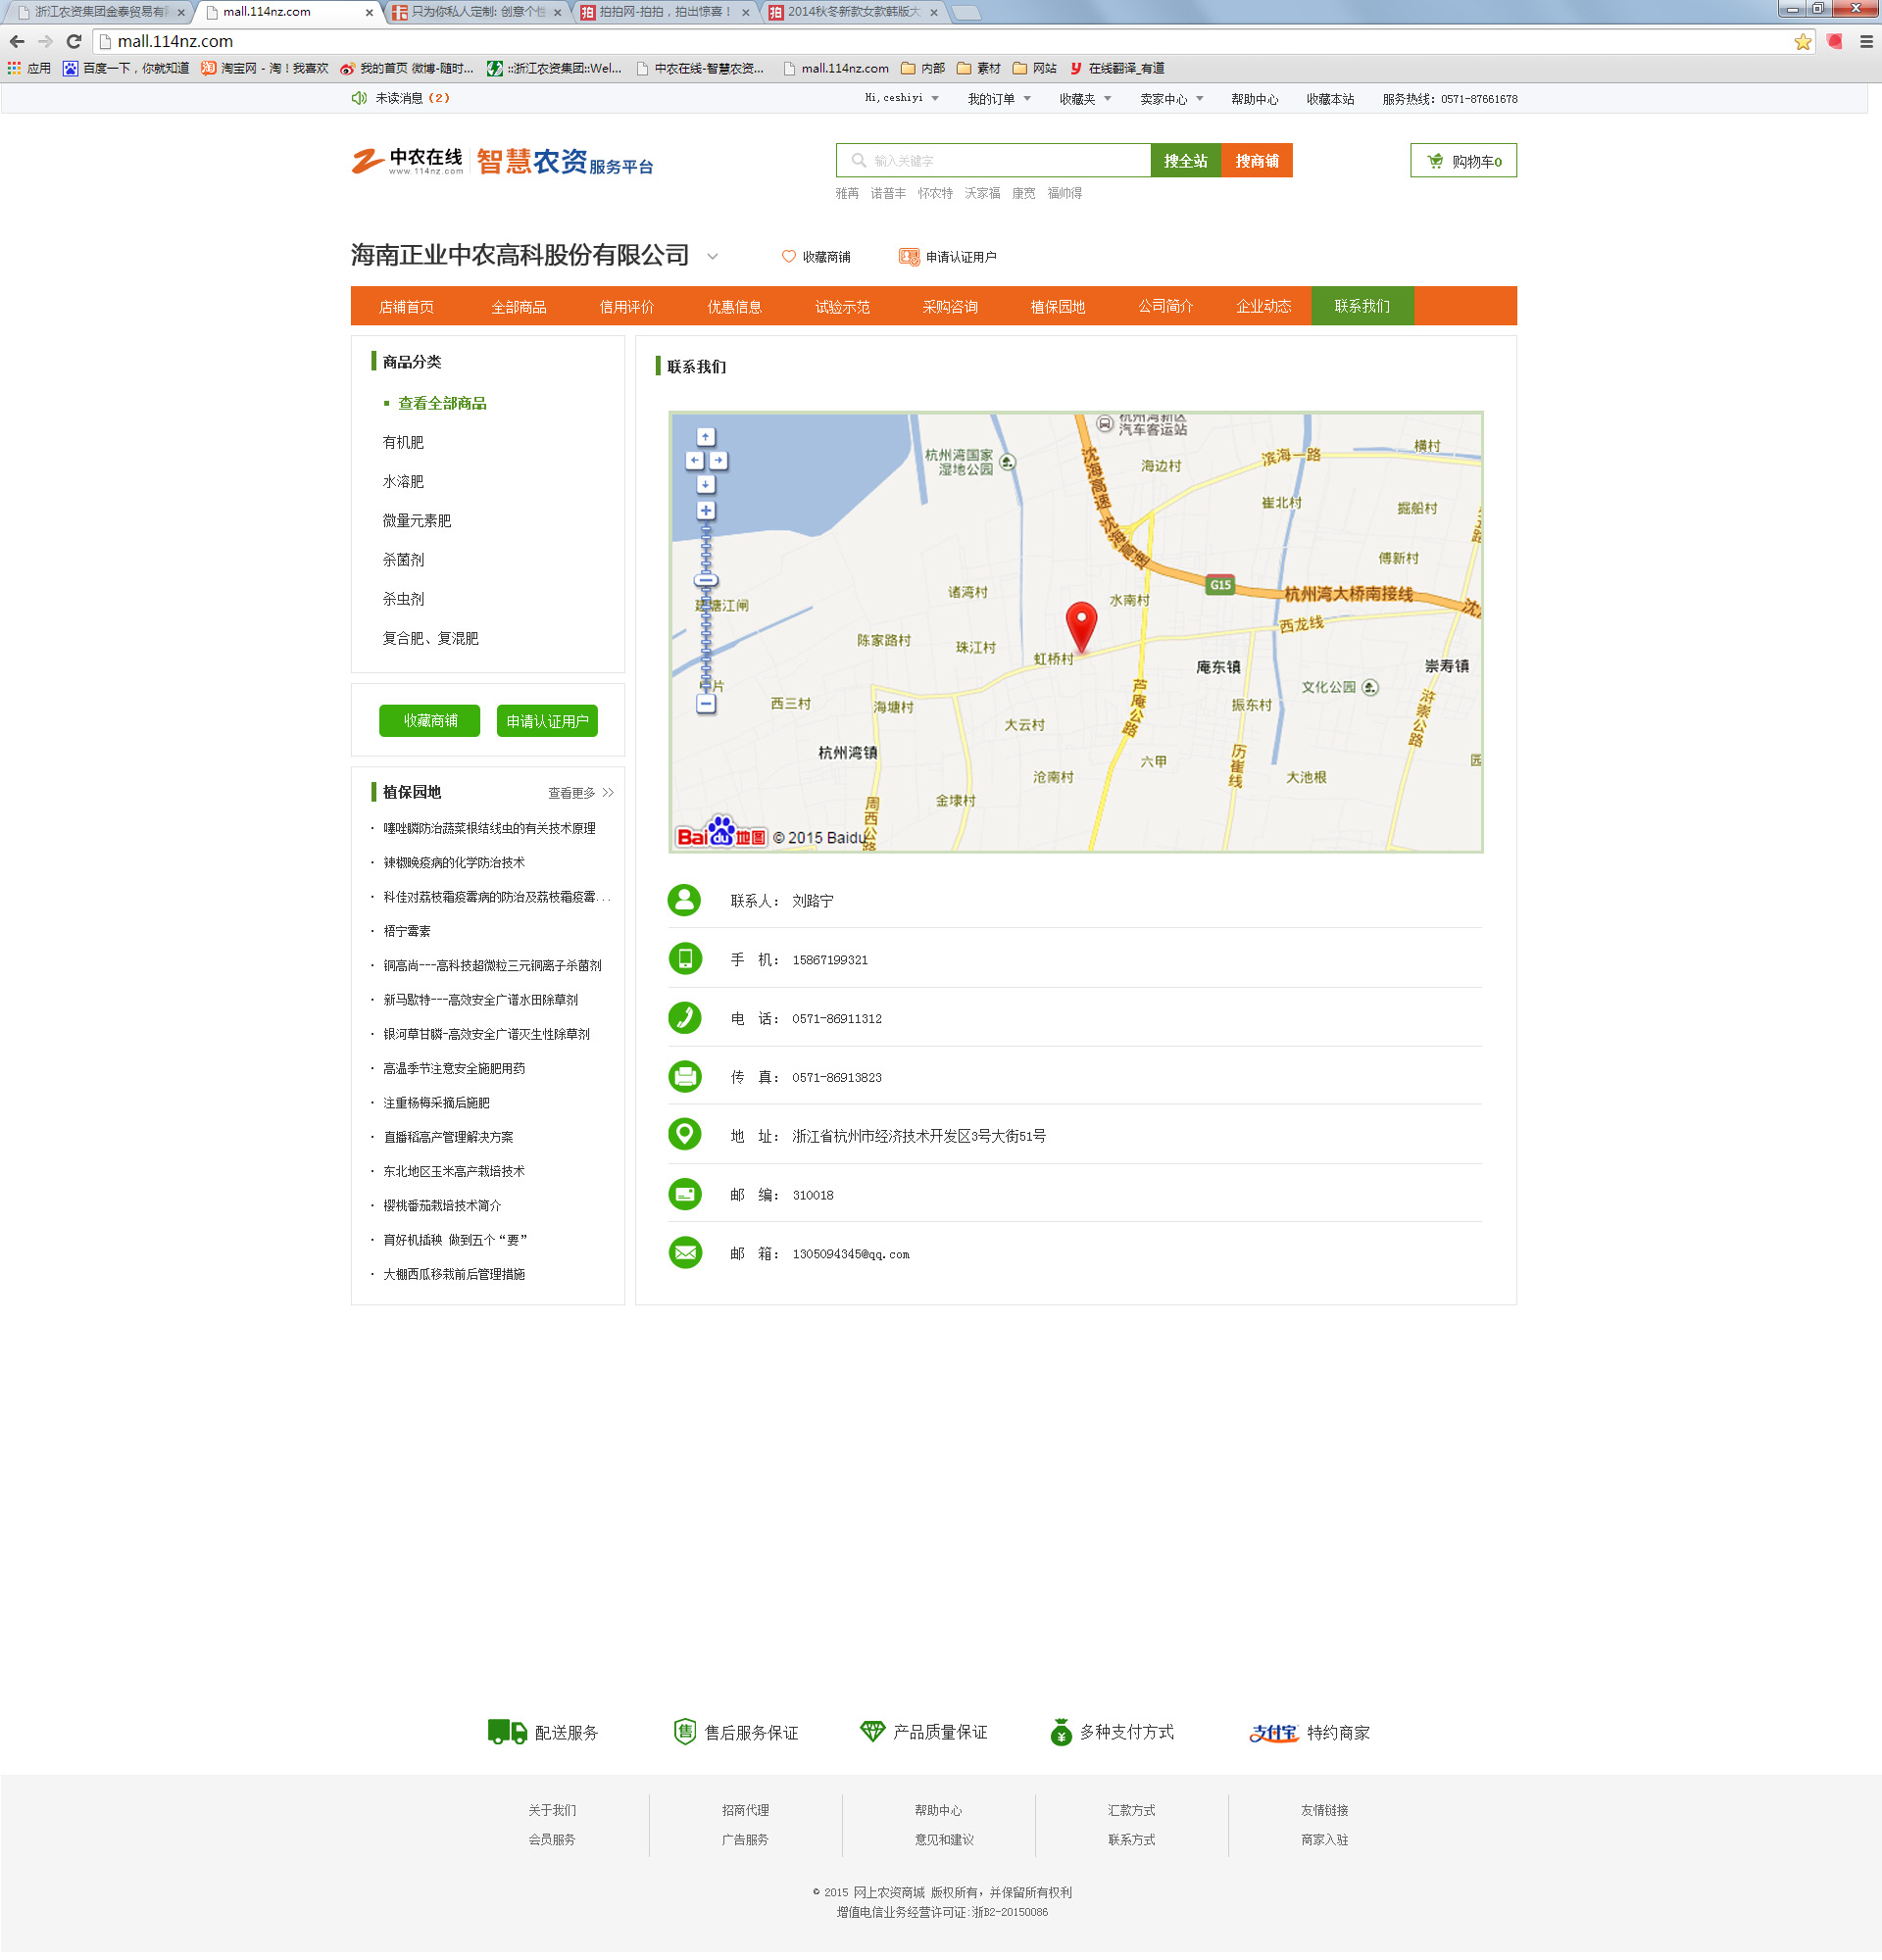 浙江农资集团金泰贸易有
mall.114nz.com
只为你私人定制: 创意个性
拍拍网-拍拍，拍出惊喜！
2014秋冬新款女款韩版大
mall.114nz.com
应用 百度一下，你就知道 淘宝网 - 淘！我喜欢 我的首页 微博-随时... ::浙江农资集团::Wel... 中农在线-智慧农资... mall.114nz.com 内部 素材 网站 在线翻译_有道
未读消息（2） Hi,ceshiyi 我的订单 收藏夹 卖家中心 帮助中心 收藏本站 服务热线：0571-87661678
中农在线 www.114nz.com 智慧农资服务平台
输入关键字 搜全站 搜商铺 购物车0
雅苒 诺普丰 怀农特 沃家福 康宽 福帅得
海南正业中农高科股份有限公司 收藏商铺 申请认证用户
店铺首页 全部商品 信用评价 优惠信息 试验示范 采购咨询 植保园地 公司简介 企业动态 联系我们
商品分类
查看全部商品
有机肥
水溶肥
微量元素肥
杀菌剂
杀虫剂
复合肥、复混肥
收藏商铺 申请认证用户
植保园地 查看更多 >>
· 噻唑膦防治蔬菜根结线虫的有关技术原理
· 辣椒晚疫病的化学防治技术
· 科佳对荔枝霜疫霉病的防治及荔枝霜疫霉...
· 梧宁霉素
· 铜高尚---高科技超微粒三元铜离子杀菌剂
· 新马歇特---高效安全广谱水田除草剂
· 银河草甘膦-高效安全广谱灭生性除草剂
· 高温季节注意安全施肥用药
· 注重杨梅采摘后施肥
· 直播稻高产管理解决方案
· 东北地区玉米高产栽培技术
· 樱桃番茄栽培技术简介
· 育好机插秧 做到五个“要”
· 大棚西瓜移栽前后管理措施
联系我们
杭州湾新区
汽车客运站
杭州湾国家
湿地公园
沈海高速
沈海高速
海边村
滨海一路
横村
崔北村
掘船村
傅新村
G15
杭州湾大桥南接线
诸湾村
水南村
西龙线
陈家路村
珠江村
虹桥村
庵东镇
崇寿镇
文化公园
西三村
海塘村
芦庵公路
振东村
浒崇公路
大云村
杭州湾镇
六甲
历崔线
沧南村
大池根
金埭村
周西公路
Baidu地图 © 2015 Baidu
联系人： 刘路宁
手 机： 15867199321
电 话： 0571-86911312
传 真： 0571-86913823
地 址： 浙江省杭州市经济技术开发区3号大街51号
邮 编： 310018
邮 箱： 1305094345@qq.com
配送服务 售后服务保证 产品质量保证 多种支付方式 支付宝 特约商家
关于我们 招商代理 帮助中心 汇款方式 友情链接
会员服务 广告服务 意见和建议 联系方式 商家入驻
© 2015 网上农资商城 版权所有，并保留所有权利
增值电信业务经营许可证:浙B2-20150086